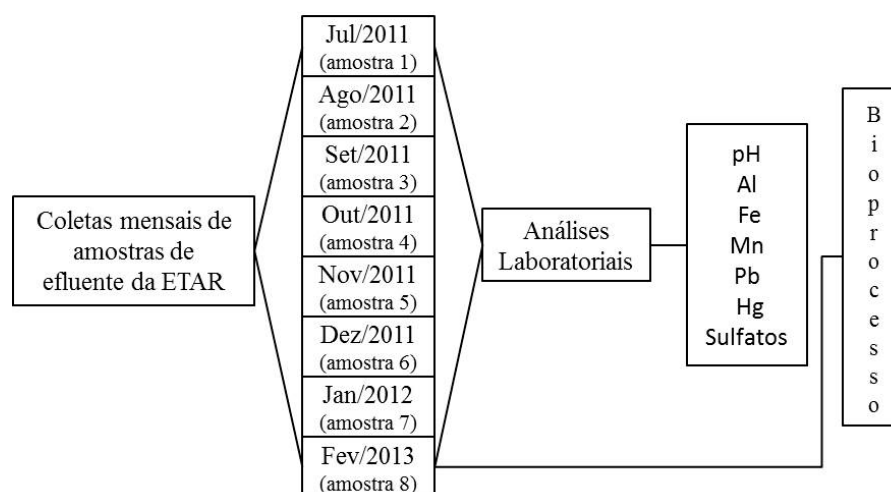 Coletas mensais de
amostras de
efluente da ETAR
Jul/2011
(amostra 1)
Ago/2011
(amostra 2)
Set/2011
(amostra 3)
Out/2011
(amostra 4)
Nov/2011
(amostra 5)
Dez/2011
(amostra 6)
Jan/2012
(amostra 7)
Fev/2013
(amostra 8)
Análises
Laboratoriais
pH
Al
Fe
Mn
Pb
Hg
Sulfatos
Bioprocesso